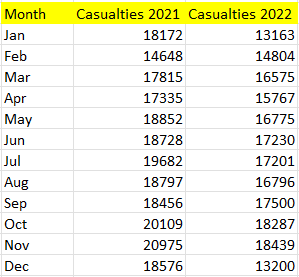 Month Casualties 2021 Casualties 2022
Jan 18172 13163
Feb 14648 14804
Mar 17815 16575
Apr 17335 15767
May 18852 16775
Jun 18728 17230
Jul 19682 17201
Aug 18797 16796
Sep 18456 17500
Oct 20109 18287
Nov 20975 18439
Dec 18576 13200